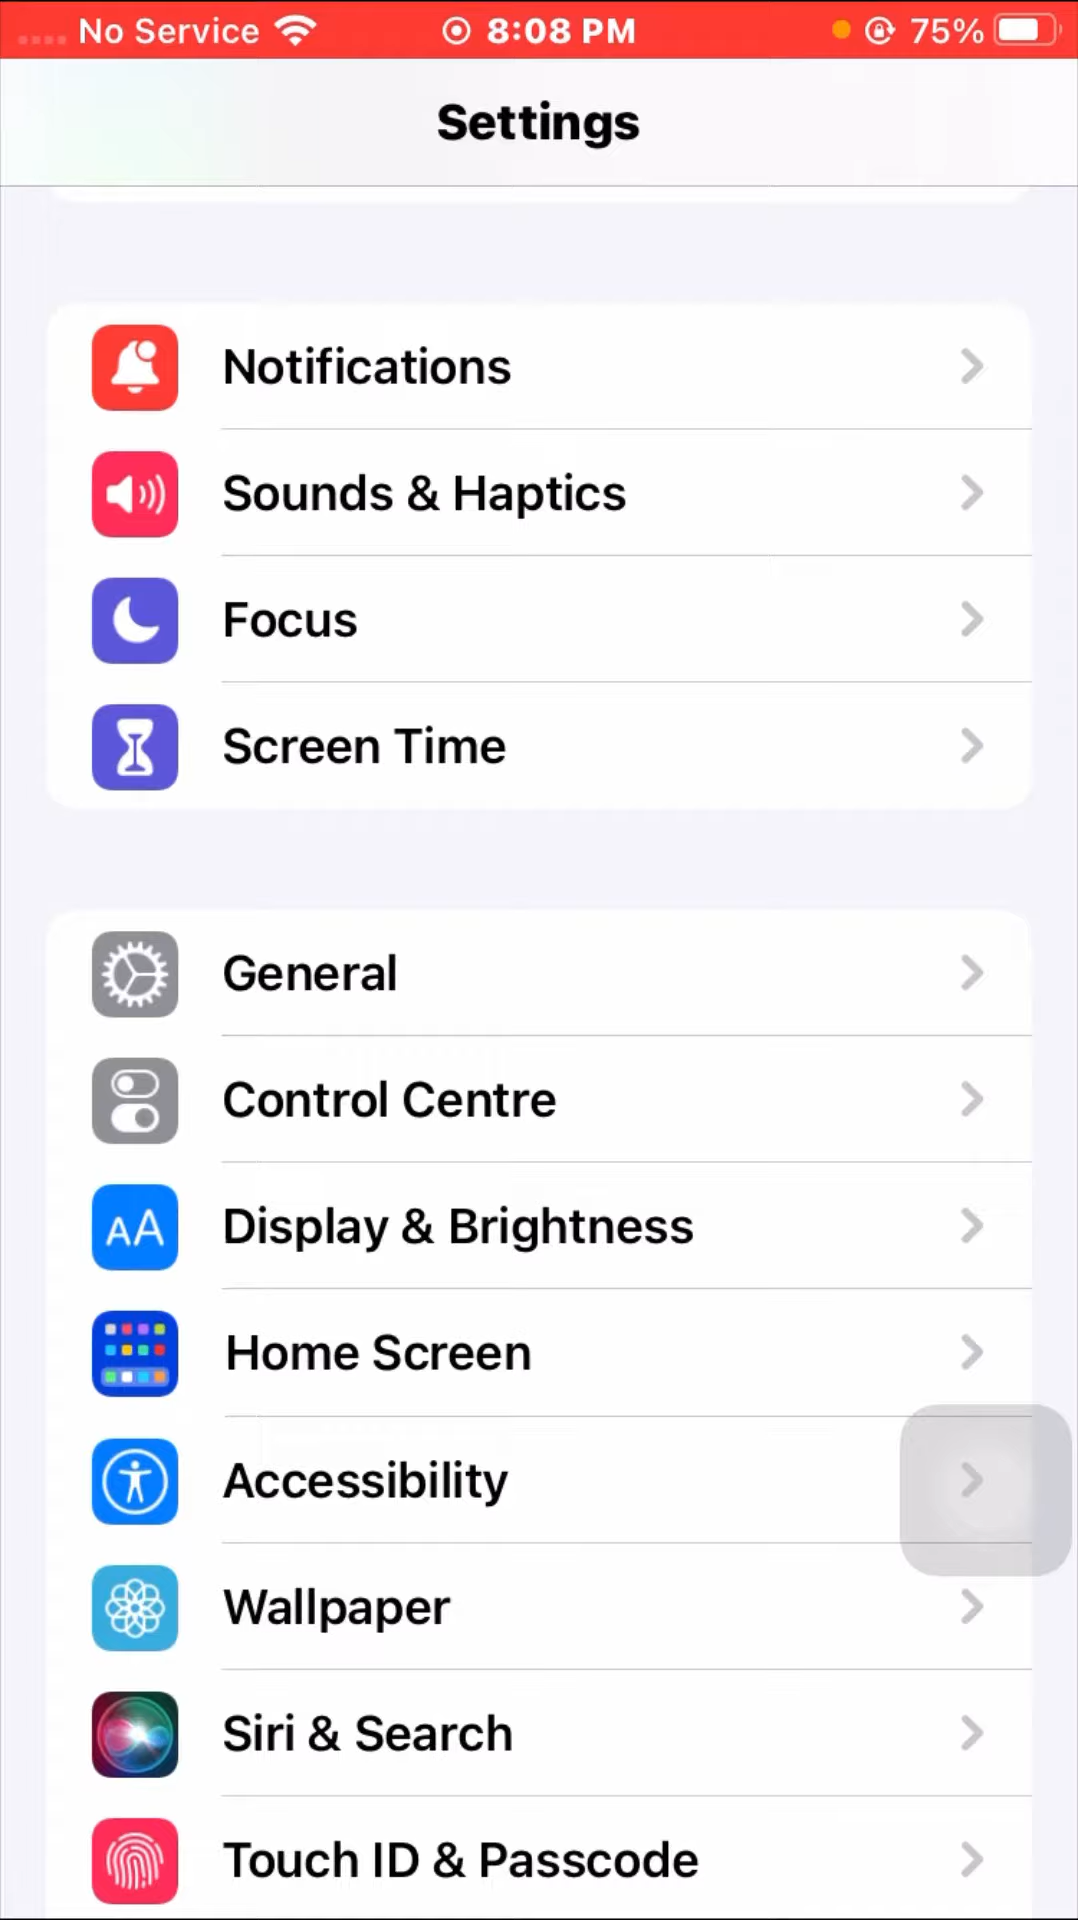 No Service 8:08 PM 75%
Settings
Notifications
Sounds & Haptics
Focus
Screen Time
General
Control Centre
AA Display & Brightness
Home Screen
Accessibility
Wallpaper
Siri & Search
Touch ID & Passcode